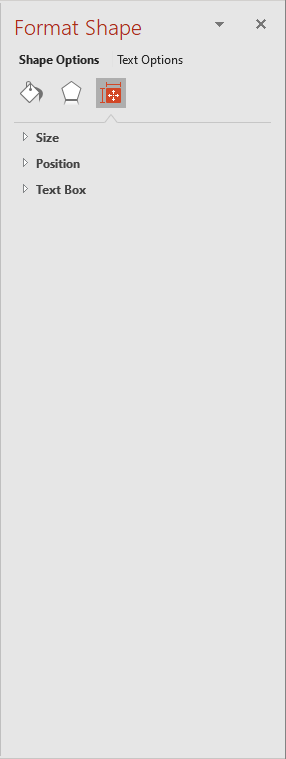 Format Shape
Shape Options Text Options
Size
Position
Text Box